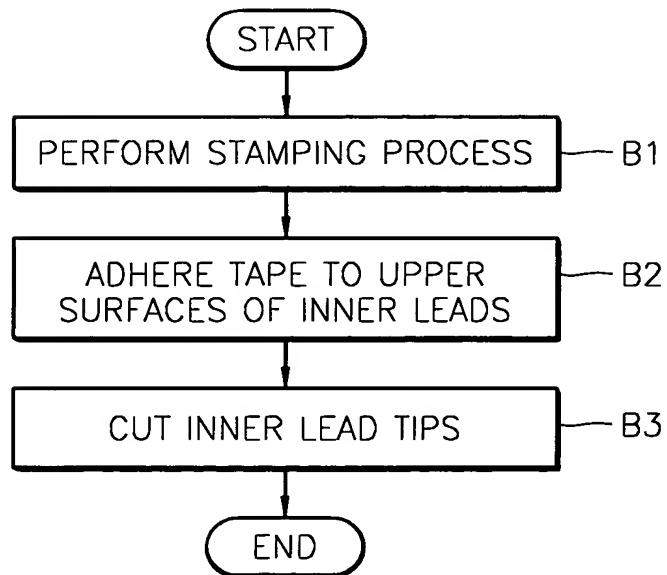 START
PERFORM STAMPING PROCESS
B1
ADHERE TAPE TO UPPER
SURFACES OF INNER LEADS
B2
CUT INNER LEAD TIPS
B3
END